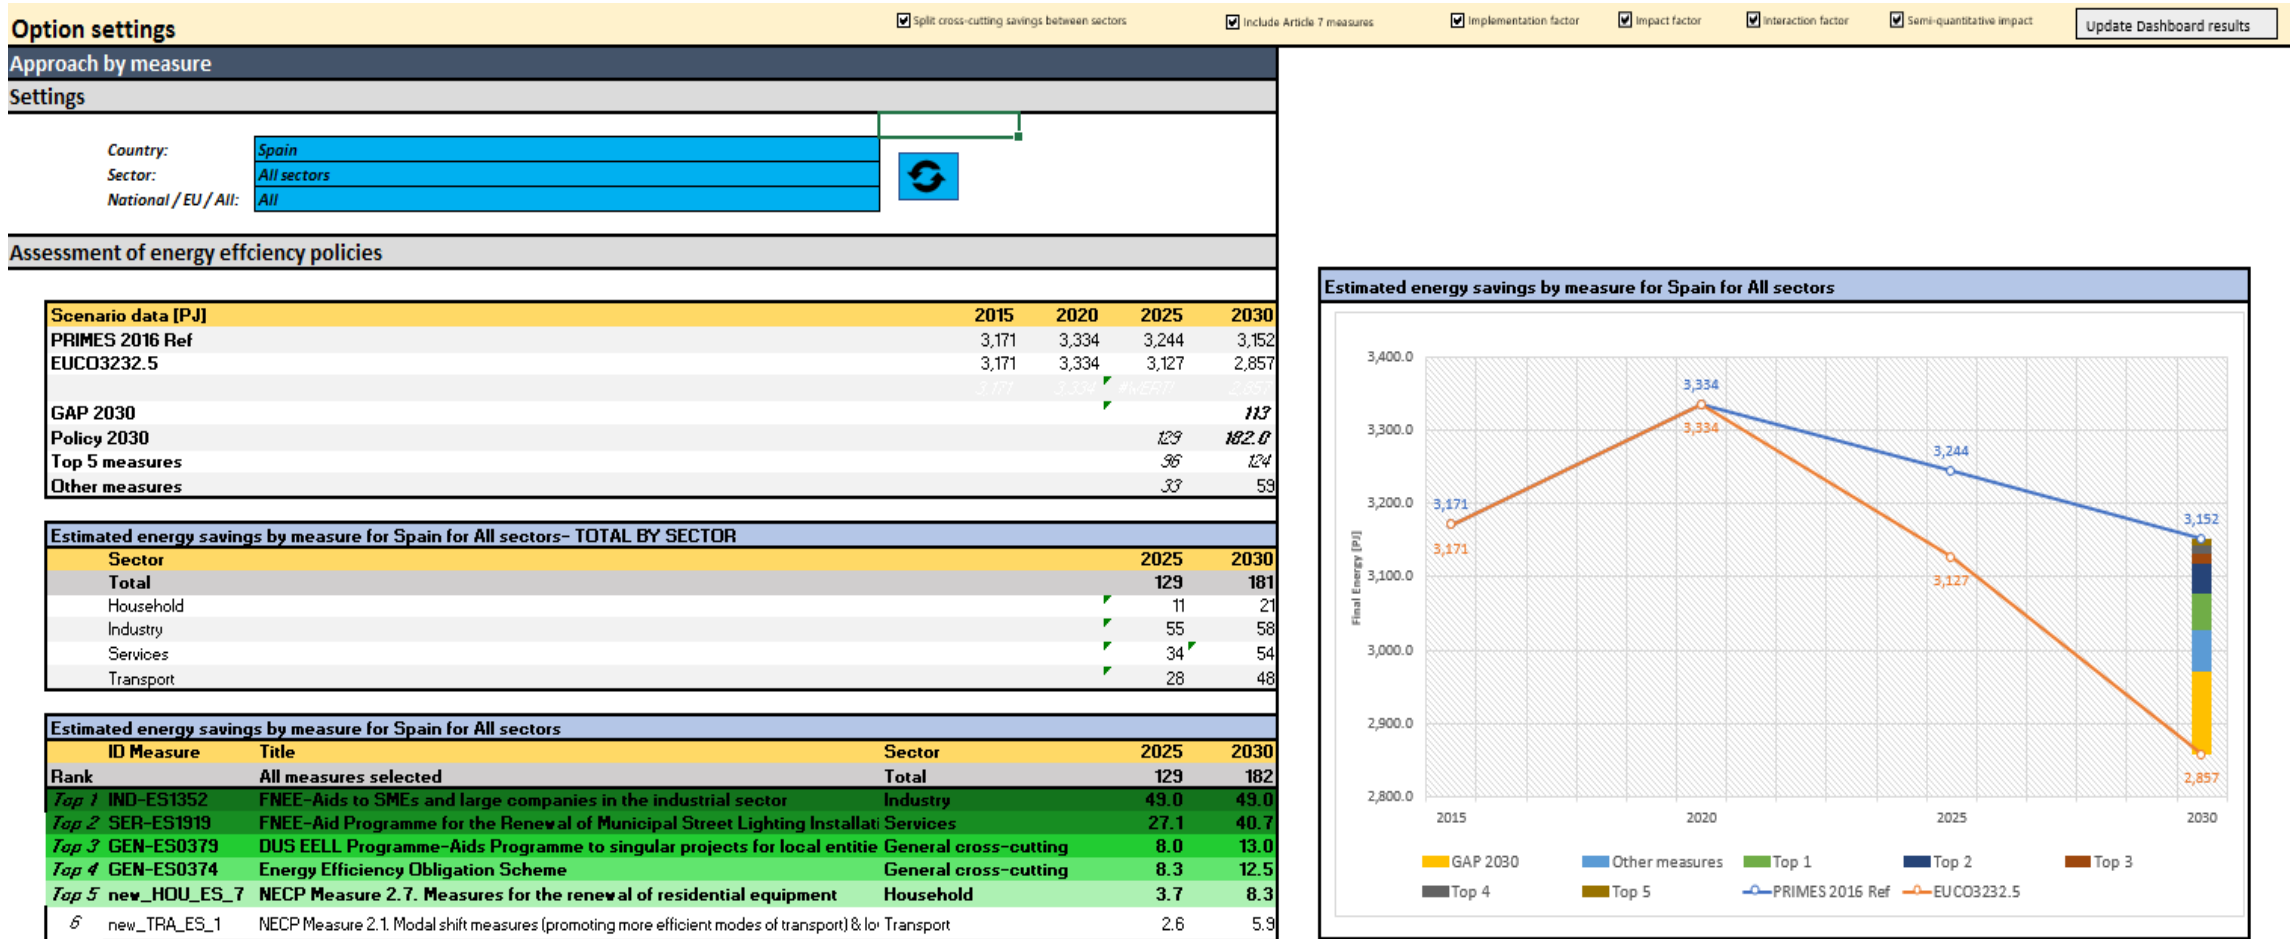 Option settings
Split cross-cutting savings between sectors
Include Article 7 measures
Implementation factor
Impact factor
Interaction factor
Semi-quantitative impact
Update Dashboard results
Approach by measure
Settings
Country: Spain
Sector: All sectors
National / EU / All: All
Assessment of energy effciency policies
Scenario data [PJ] 2015 2020 2025 2030
PRIMES 2016 Ref 3,171 3,334 3,244 3,152
EUCO3232.5 3,171 3,334 3,127 2,857
3,171 3,334 #WERT! 2,857
GAP 2030 113
Policy 2030 129 182.0
Top 5 measures 96 124
Other measures 33 59
Estimated energy savings by measure for Spain for All sectors- TOTAL BY SECTOR
Sector 2025 2030
Total 129 181
Household 11 21
Industry 55 58
Services 34 54
Transport 28 48
Estimated energy savings by measure for Spain for All sectors
ID Measure Title Sector 2025 2030
Rank All measures selected Total 129 182
Top 1 IND-ES1352 FNEE-Aids to SMEs and large companies in the industrial sector Industry 49.0 49.0
Top 2 SER-ES1919 FNEE-Aid Programme for the Renewal of Municipal Street Lighting Installati Services 27.1 40.7
Top 3 GEN-ES0379 DUS EELL Programme-Aids Programme to singular projects for local entitie General cross-cutting 8.0 13.0
Top 4 GEN-ES0374 Energy Efficiency Obligation Scheme General cross-cutting 8.3 12.5
Top 5 new_HOU_ES_7 NECP Measure 2.7. Measures for the renewal of residential equipment Household 3.7 8.3
6 new_TRA_ES_1 NECP Measure 2.1. Modal shift measures (promoting more efficient modes of transport) & lo Transport 2.6 5.9
Estimated energy savings by measure for Spain for All sectors
3,400.0
3,300.0
3,200.0
3,100.0
3,000.0
2,900.0
2,800.0
Final Energy [PJ]
3,171
3,171
3,334
3,334
3,244
3,127
3,152
2,857
2015 2020 2025 2030
GAP 2030 Other measures Top 1 Top 2 Top 3
Top 4 Top 5 PRIMES 2016 Ref EUCO3232.5